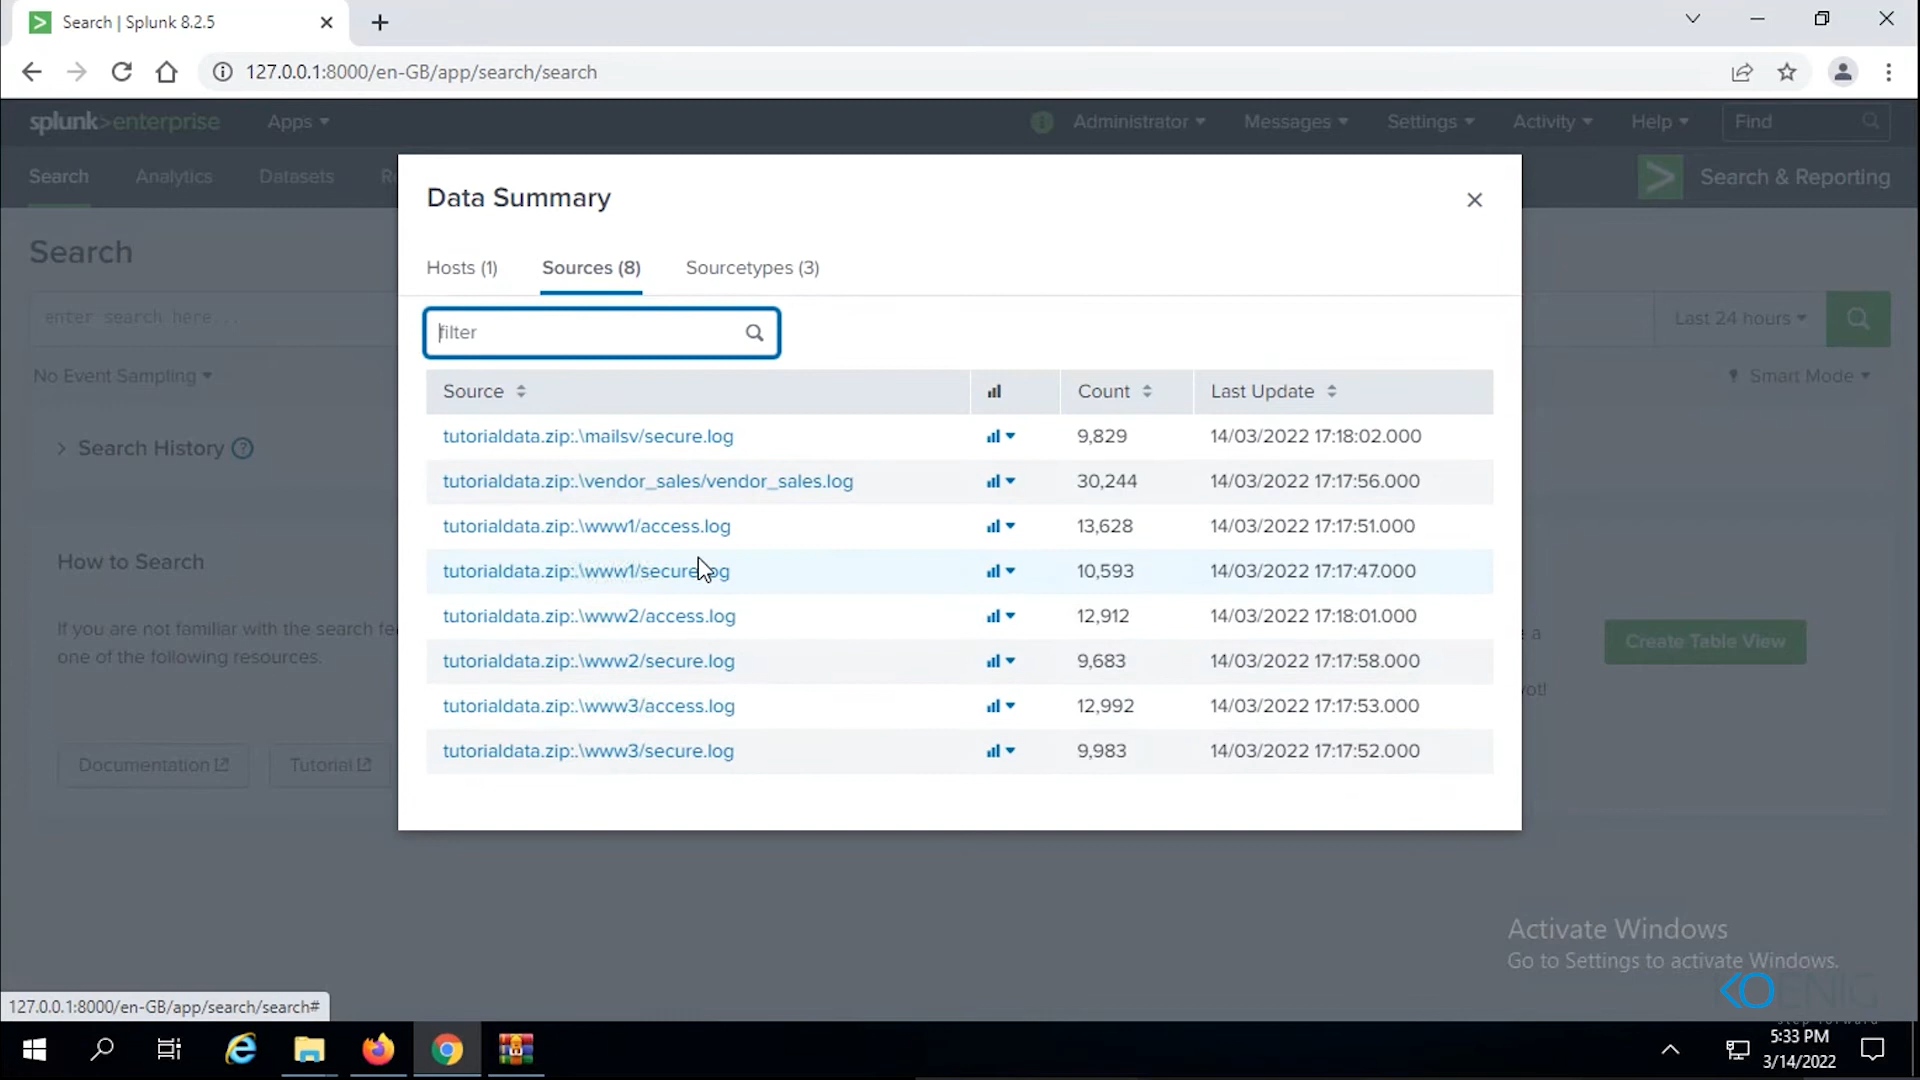 Search | Splunk 8.2.5
127.0.0.1:8000/en-GB/app/search/search
splunk>enterprise Apps Administrator Messages Settings Activity Help Find
Search Analytics Datasets Search & Reporting
Data Summary
Search
Hosts (1) Sources (8) Sourcetypes (3)
enter search here... Last 24 hours
filter
No Event Sampling Smart Mode
Source Count Last Update
tutorialdata.zip:.\mailsv/secure.log 9,829 14/03/2022 17:18:02.000
Search History ?
tutorialdata.zip:.\vendor_sales/vendor_sales.log 30,244 14/03/2022 17:17:56.000
tutorialdata.zip:.\www1/access.log 13,628 14/03/2022 17:17:51.000
How to Search
tutorialdata.zip:.\www1/secure.log 10,593 14/03/2022 17:17:47.000
tutorialdata.zip:.\www2/access.log 12,912 14/03/2022 17:18:01.000
If you are not familiar with the search
one of the following resources.
a
Create Table View
tutorialdata.zip:.\www2/secure.log 9,683 14/03/2022 17:17:58.000
tutorialdata.zip:.\www3/access.log 12,992 14/03/2022 17:17:53.000
tutorialdata.zip:.\www3/secure.log 9,983 14/03/2022 17:17:52.000
Documentation Tutorial
Activate Windows
Go to Settings to activate Windows.
KOENIG
step forward
127.0.0.1:8000/en-GB/app/search/search#
5:33 PM
3/14/2022